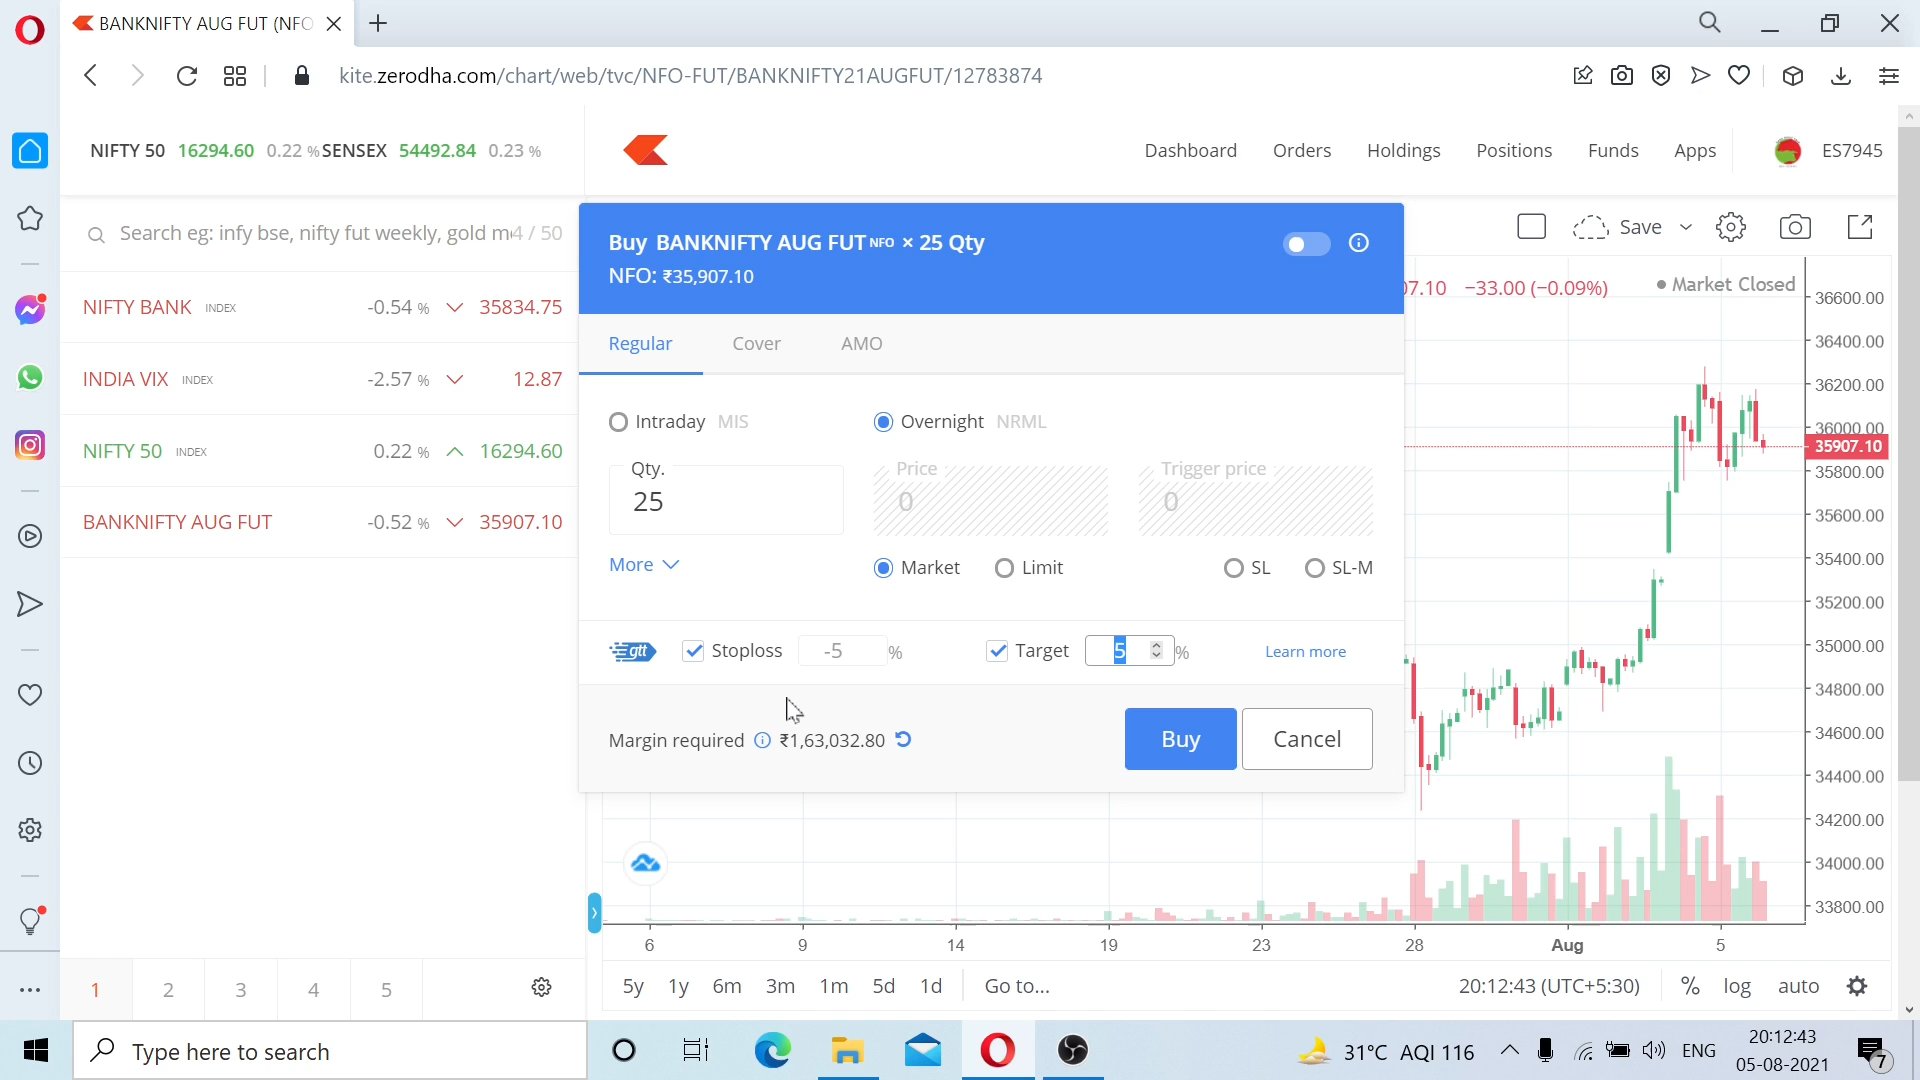 BANKNIFTY AUG FUT (NFO
kite.zerodha.com/chart/web/tvc/NFO-FUT/BANKNIFTY21AUGFUT/12783874
NIFTY 50 16294.60 0.22 % SENSEX 54492.84 0.23 %
Dashboard Orders Holdings Positions Funds Apps ES7945
Search eg: infy bse, nifty fut weekly, gold m 4 / 50
Save
NIFTY BANK INDEX -0.54 % 35834.75
INDIA VIX INDEX -2.57 % 12.87
NIFTY 50 INDEX 0.22 % 16294.60
BANKNIFTY AUG FUT -0.52 % 35907.10
Buy BANKNIFTY AUG FUT NFO × 25 Qty
NFO: ₹35,907.10
Regular Cover AMO
Intraday MIS Overnight NRML
Qty. Price Trigger price
25 0 0
More Market Limit SL SL-M
gtt Stoploss -5 % Target 5 % Learn more
Margin required ₹1,63,032.80 Buy Cancel
07.10 −33.00 (−0.09%) Market Closed
36600.00
36400.00
36200.00
36000.00
35907.10
35800.00
35600.00
35400.00
35200.00
35000.00
34800.00
34600.00
34400.00
34200.00
34000.00
33800.00
6 9 14 19 23 28 Aug 5
1 2 3 4 5
5y 1y 6m 3m 1m 5d 1d Go to... 20:12:43 (UTC+5:30) % log auto
Type here to search
31°C AQI 116 ENG
20:12:43
05-08-2021
7